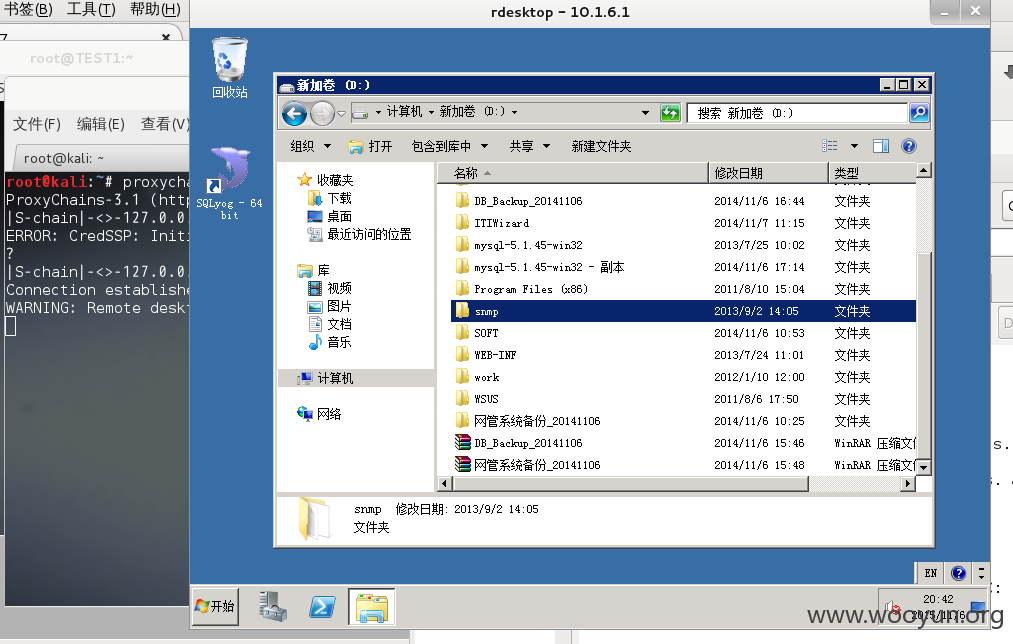 书签(B) 工具(T) 帮助(H)
rdesktop - 10.1.6.1
root@TEST1:~
文件(F) 编辑(E) 查看(V)
root@kali: ~
root@kali:~# proxycha
ProxyChains-3.1 (http
|S-chain|-<>-127.0.0.
ERROR: CredSSP: Initi
?
|S-chain|-<>-127.0.0.
Connection establishe
WARNING: Remote deskt
回收站
SQLyog - 64
bit
新加卷 (D:)
计算机 新加卷 (D:)
搜索 新加卷 (D:)
组织 打开 包含到库中 共享 新建文件夹
收藏夹
下载
桌面
最近访问的位置
库
视频
图片
文档
音乐
计算机
网络
名称 修改日期 类型
DB_Backup_20141106 2014/11/6 16:44 文件夹
ITIWizard 2014/11/7 11:15 文件夹
mysql-5.1.45-win32 2013/7/25 10:02 文件夹
mysql-5.1.45-win32 - 副本 2014/11/6 17:14 文件夹
Program Files (x86) 2011/8/10 15:04 文件夹
snmp 2013/9/2 14:05 文件夹
SOFT 2014/11/6 10:53 文件夹
WEB-INF 2013/7/24 11:01 文件夹
work 2012/1/10 12:00 文件夹
WSUS 2011/8/6 17:50 文件夹
网管系统备份_20141106 2014/11/6 10:25 文件夹
DB_Backup_20141106 2014/11/6 15:46 WinRAR 压缩文件
网管系统备份_20141106 2014/11/6 15:48 WinRAR 压缩文件
snmp 修改日期: 2013/9/2 14:05
文件夹
EN
开始
20:42
www.wooyun.org